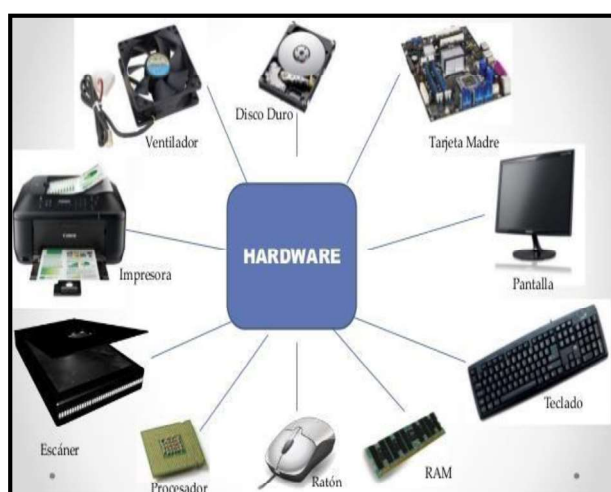 Disco Duro
Ventilador
Tarjeta Madre
HARDWARE
Impresora
Pantalla
Teclado
Escáner
Procesador
Ratón
RAM